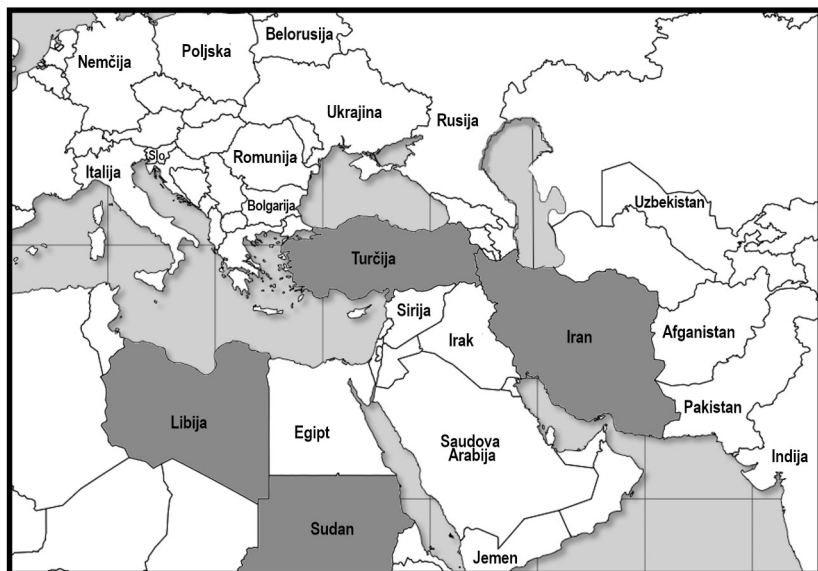 Belorusija
Poljska
Nemčija
Ukrajina
Rusija
Slo
Romunija
Italija
Bolgarija
Uzbekistan
Turčija
Sirija
Irak
Iran
Afganistan
Pakistan
Libija
Egipt
Saudova
Arabija
Indija
Sudan
Jemen